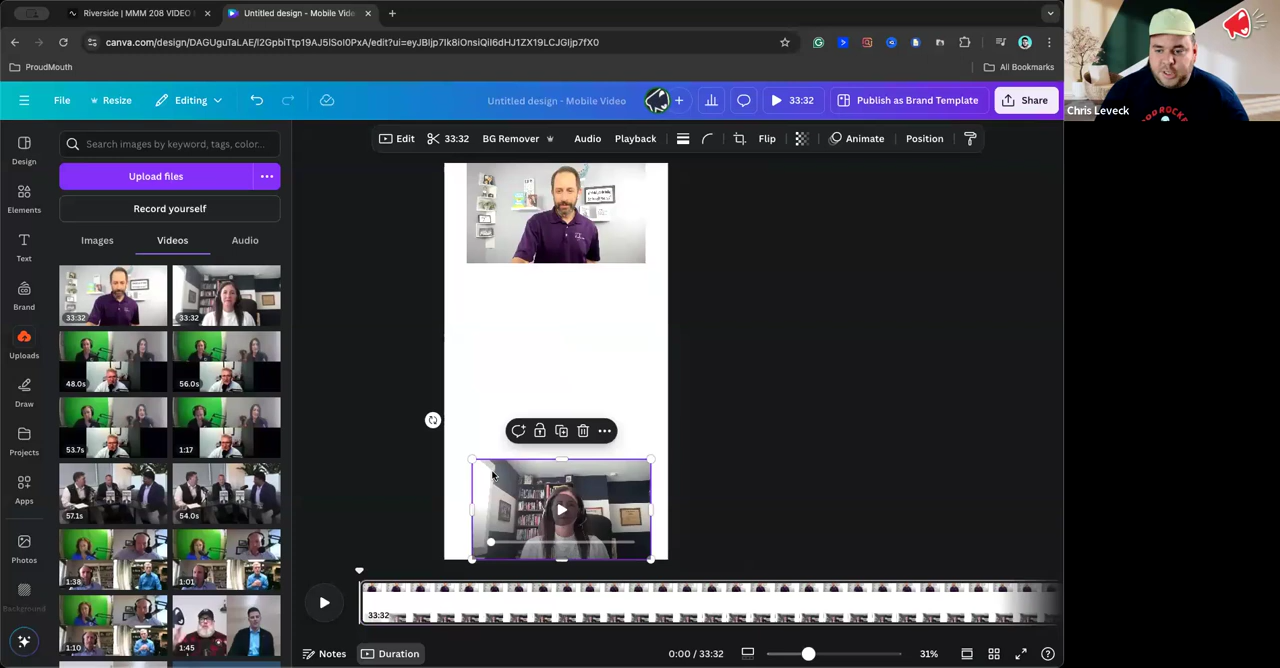 Riverside | MMM 208 VIDEO
Untitled design - Mobile Vide
canva.com/design/DAGUguTaLAE/l2GpbiTtp19AJ5lSol0PxA/edit?ui=eyJBIjp7Ik8iOnsiQiI6dHJ1ZX19LCJGIjp7fX0
ProudMouth
All Bookmarks
Chris Leveck
File
Resize
Editing
Untitled design - Mobile Video
33:32
Publish as Brand Template
Share
Edit
33:32
BG Remover
Audio
Playback
Flip
Animate
Position
Search images by keyword, tags, color...
Upload files
Record yourself
Images
Videos
Audio
Design
Elements
Text
Brand
Uploads
Draw
Projects
Apps
Photos
Background
33:32
33:32
48.0s
56.0s
53.7s
1:17
57.1s
54.0s
1:38
1:01
1:10
1:45
33:32
Notes
Duration
0:00 / 33:32
31%